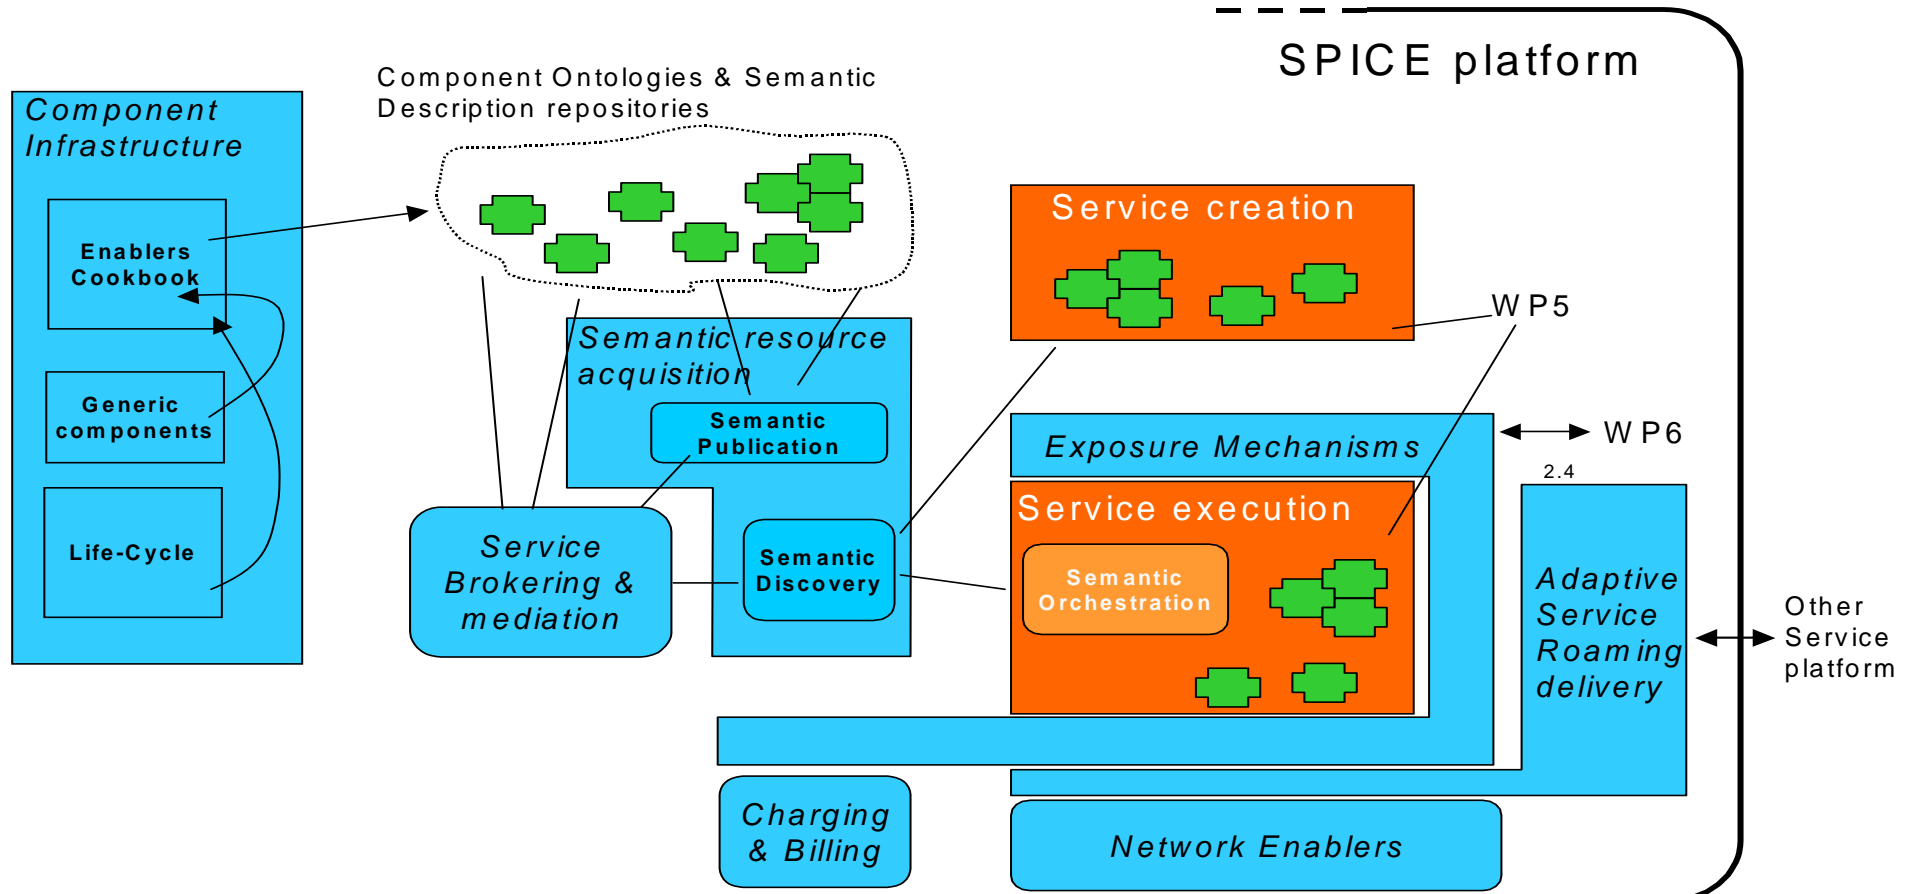 SPICE platform
Component Ontologies & Semantic
Description repositories
Component
Infrastructure
Enablers
Cookbook
Generic
components
Life-Cycle
Semantic resource
acquisition
Semantic
Publication
Semantic
Discovery
Service
Brokering &
mediation
Service creation
WP5
Exposure Mechanisms
WP6
2.4
Service execution
Semantic
Orchestration
Adaptive
Service
Roaming
delivery
Other
Service
platform
Charging
& Billing
Network Enablers